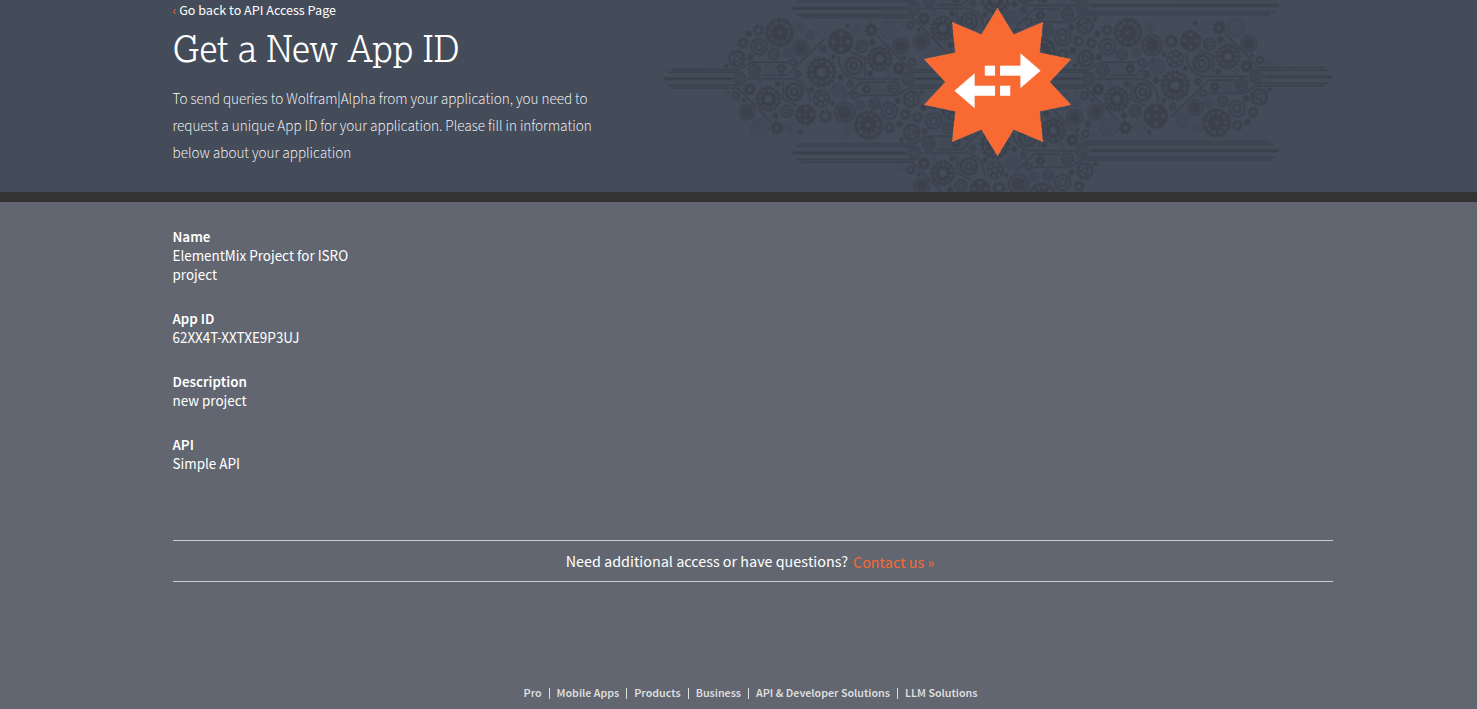 ‹ Go back to API Access Page
Get a New App ID
To send queries to Wolfram|Alpha from your application, you need to
request a unique App ID for your application. Please fill in information
below about your application
Name
ElementMix Project for ISRO
project
App ID
62XX4T-XXTXE9P3UJ
Description
new project
API
Simple API
Need additional access or have questions? Contact us »
Pro | Mobile Apps | Products | Business | API & Developer Solutions | LLM Solutions